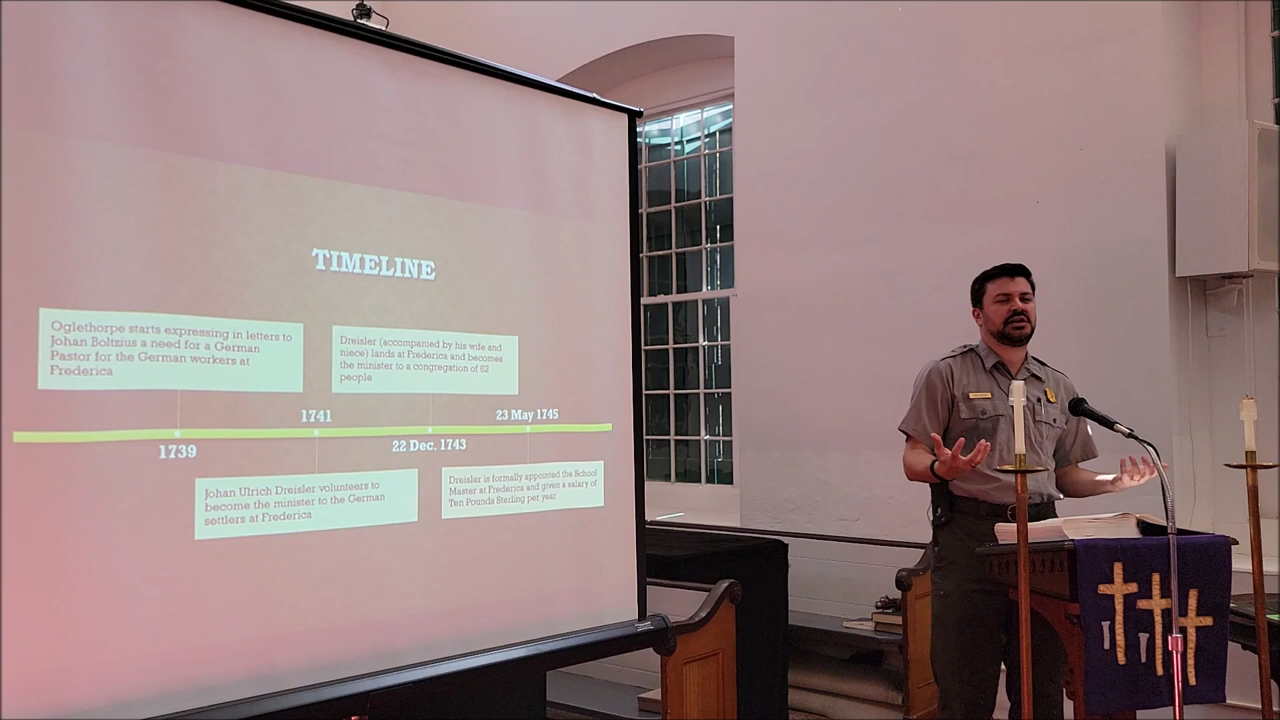 TIMELINE
Oglethorpe starts expressing in letters to
Johan Boltzius a need for a German
Pastor for the German workers at
Frederica
Dreisler (accompanied by his wife and
niece) lands at Frederica and becomes
the minister to a congregation of 62
people
1741
23 May 1745
1739
22 Dec. 1743
Johan Ulrich Dreisler volunteers to
become the minister to the German
settlers at Frederica
Dreisler is formally appointed the School
Master at Frederica and given a salary of
Ten Pounds Sterling per year